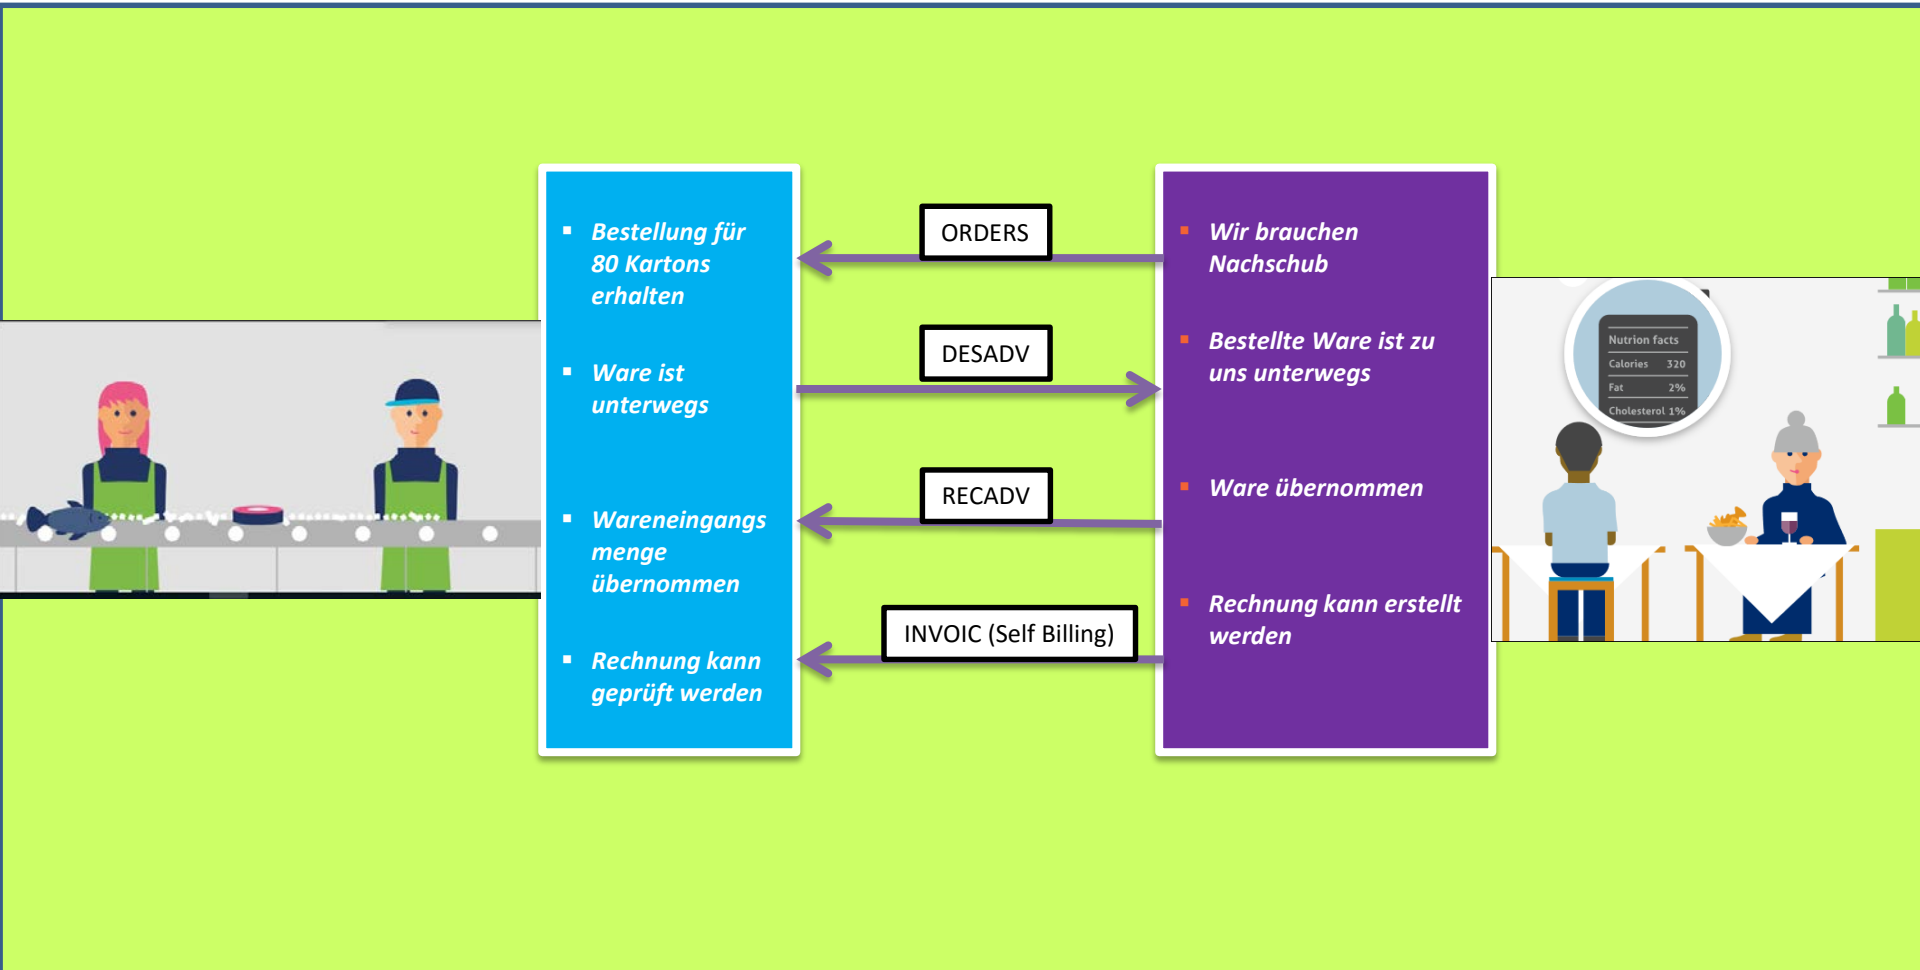 Bestellung für
80 Kartons
erhalten
Ware ist
unterwegs
Wareneingangs
menge
übernommen
Rechnung kann
geprüft werden
ORDERS
DESADV
RECADV
INVOIC (Self Billing)
Wir brauchen
Nachschub
Bestellte Ware ist zu
uns unterwegs
Ware übernommen
Rechnung kann erstellt
werden
Nutrion facts
Calories 320
Fat 2%
Cholesterol 1%